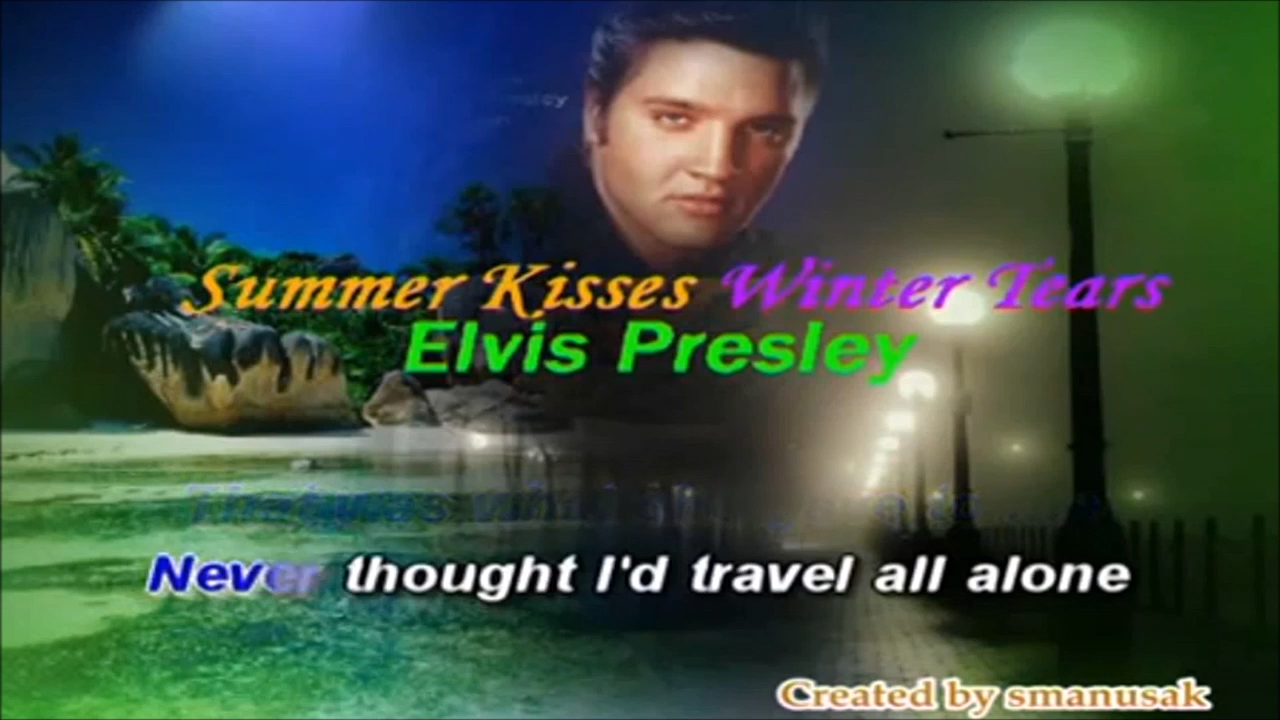 Summer Kisses Winter Tears
Elvis Presley
Never thought I'd travel all alone
Created by smanusak